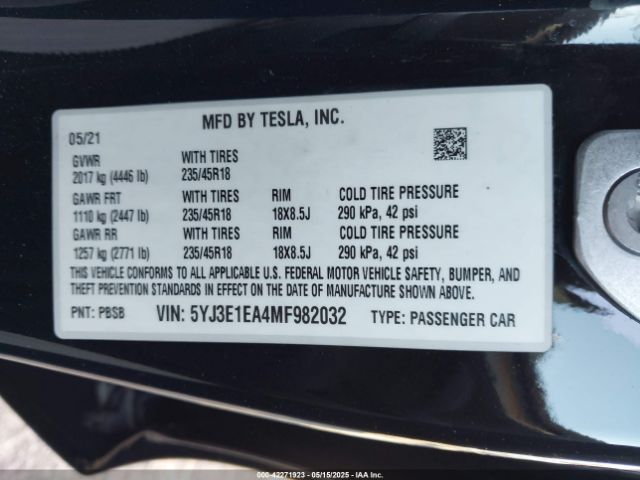 MFD BY TESLA, INC.
05/21
GVWR WITH TIRES
2017 kg (4446 lb) 235/45R18
GAWR FRT WITH TIRES RIM COLD TIRE PRESSURE
1110 kg (2447 lb) 235/45R18 18X8.5J 290 kPa, 42 psi
GAWR RR WITH TIRES RIM COLD TIRE PRESSURE
1257 kg (2771 lb) 235/45R18 18X8.5J 290 kPa, 42 psi
THIS VEHICLE CONFORMS TO ALL APPLICABLE U.S. FEDERAL MOTOR VEHICLE SAFETY, BUMPER, AND
THEFT PREVENTION STANDARDS IN EFFECT ON THE DATE OF MANUFACTURE SHOWN ABOVE.
PNT: PBSB VIN: 5YJ3E1EA4MF982032 TYPE: PASSENGER CAR
000-42271923 - 05/15/2025 - IAA Inc.